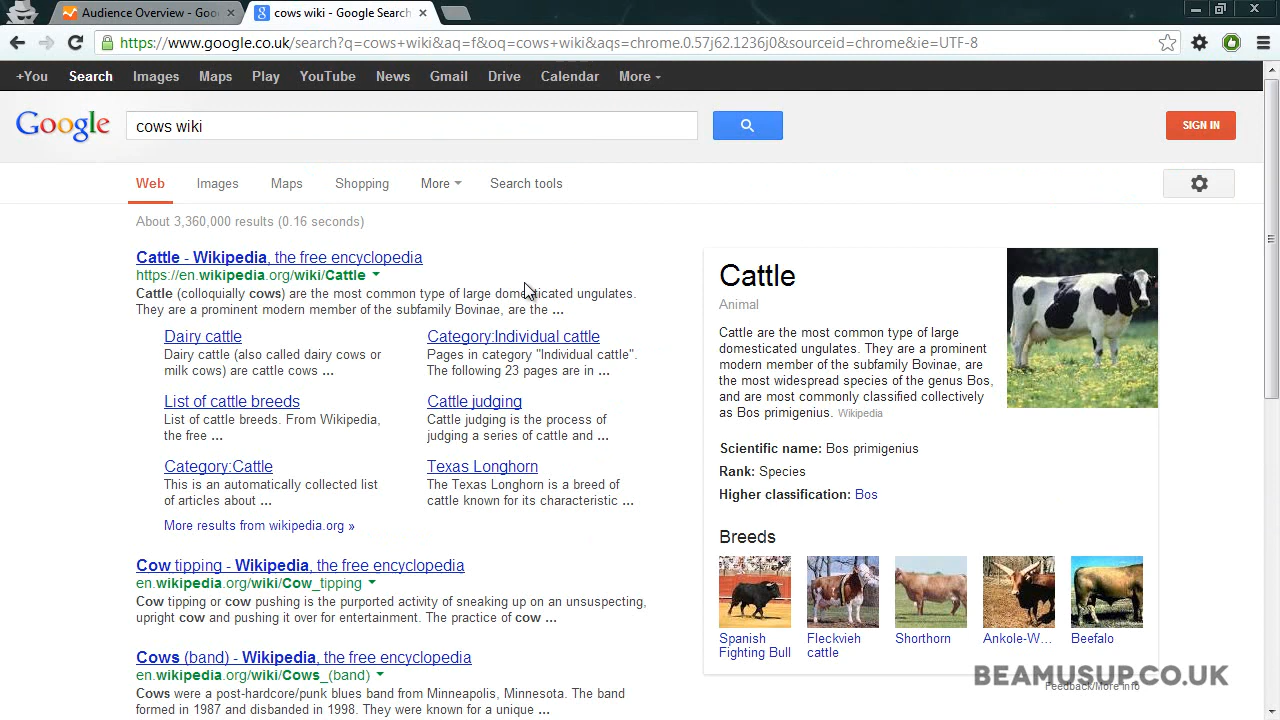 Audience Overview - Goo
cows wiki - Google Search
https://www.google.co.uk/search?q=cows+wiki&aq=f&oq=cows+wiki&aqs=chrome.0.57j62.1236j0&sourceid=chrome&ie=UTF-8
+You Search Images Maps Play YouTube News Gmail Drive Calendar More
Google
cows wiki
SIGN IN
Web Images Maps Shopping More Search tools
About 3,360,000 results (0.16 seconds)
Cattle - Wikipedia, the free encyclopedia
https://en.wikipedia.org/wiki/Cattle
Cattle (colloquially cows) are the most common type of large domesticated ungulates.
They are a prominent modern member of the subfamily Bovinae, are the ...
Dairy cattle
Dairy cattle (also called dairy cows or
milk cows) are cattle cows ...
Category:Individual cattle
Pages in category "Individual cattle".
The following 23 pages are in ...
List of cattle breeds
List of cattle breeds. From Wikipedia,
the free ...
Cattle judging
Cattle judging is the process of
judging a series of cattle and ...
Category:Cattle
This is an automatically collected list
of articles about ...
Texas Longhorn
The Texas Longhorn is a breed of
cattle known for its characteristic ...
More results from wikipedia.org »
Cow tipping - Wikipedia, the free encyclopedia
en.wikipedia.org/wiki/Cow_tipping
Cow tipping or cow pushing is the purported activity of sneaking up on an unsuspecting,
upright cow and pushing it over for entertainment. The practice of cow ...
Cows (band) - Wikipedia, the free encyclopedia
en.wikipedia.org/wiki/Cows_(band)
Cows were a post-hardcore/punk blues band from Minneapolis, Minnesota. The band
formed in 1987 and disbanded in 1998. They were known for a unique ...
Cattle
Animal
Cattle are the most common type of large
domesticated ungulates. They are a prominent
modern member of the subfamily Bovinae, are
the most widespread species of the genus Bos,
and are most commonly classified collectively
as Bos primigenius. Wikipedia
Scientific name: Bos primigenius
Rank: Species
Higher classification: Bos
Breeds
Spanish
Fighting Bull
Fleckvieh
cattle
Shorthorn
Ankole-W...
Beefalo
BEAMUSUP.CO.UK
Feedback/More info